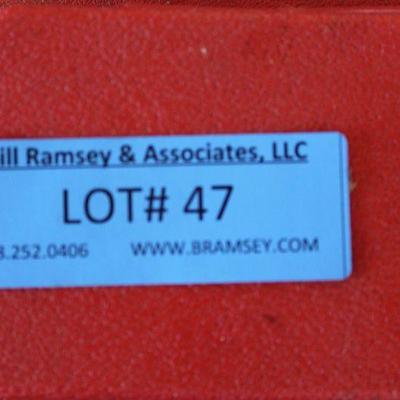 ill Ramsey & Associates, LLC
LOT# 47
3.252.0406 WWW.BRAMSEY.COM